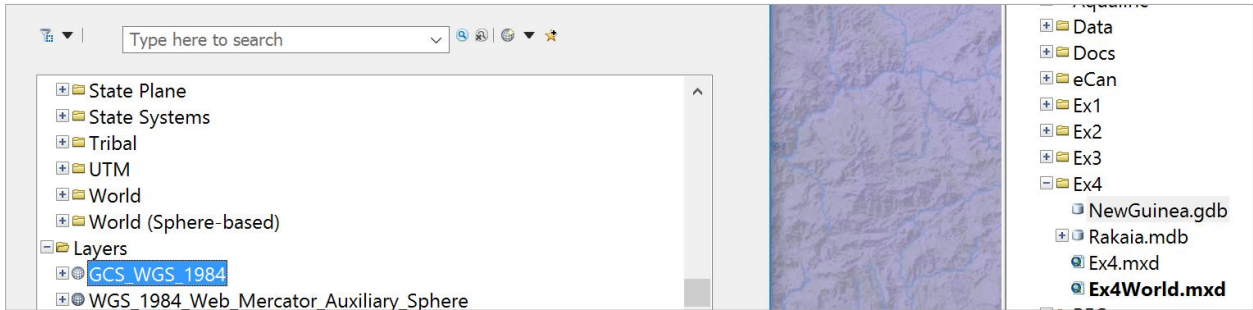 Type here to search
State Plane
State Systems
Tribal
UTM
World
World (Sphere-based)
Layers
GCS_WGS_1984
WGS_1984_Web_Mercator_Auxiliary_Sphere
Data
Docs
eCan
Ex1
Ex2
Ex3
Ex4
NewGuinea.gdb
Rakaia.mdb
Ex4.mxd
Ex4World.mxd